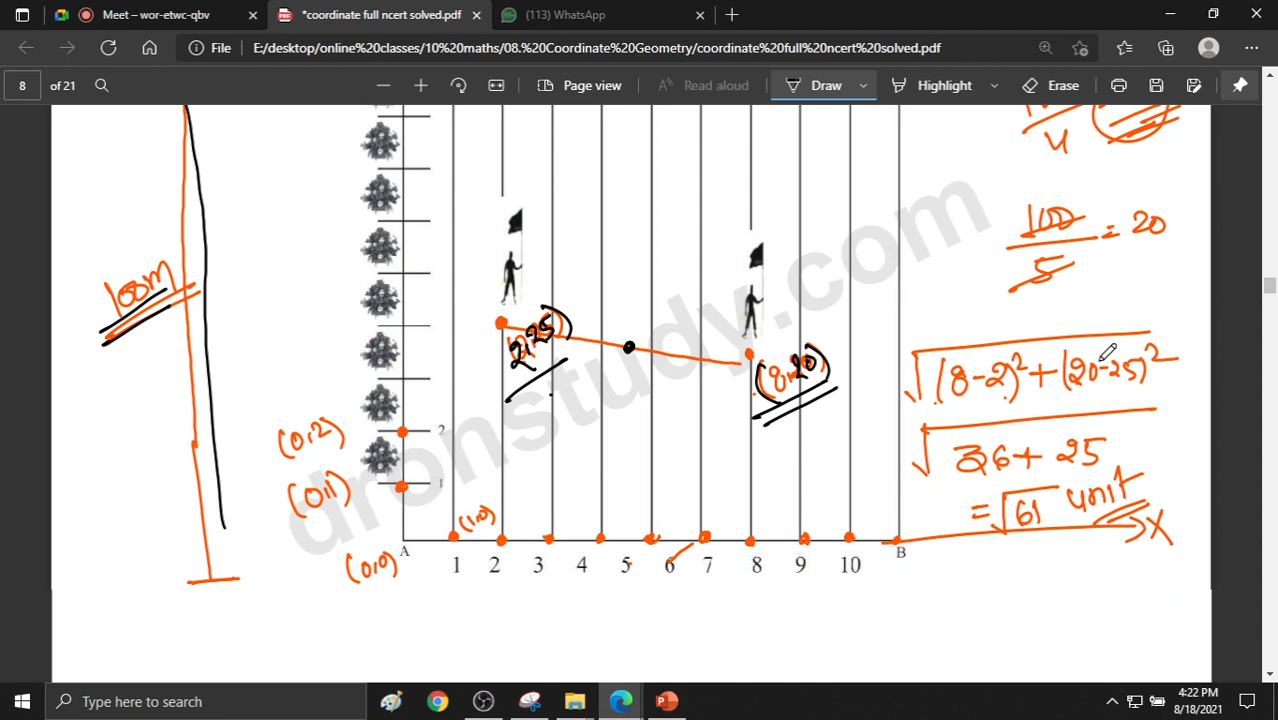 Meet – wor-etwc-qbv
*coordinate full ncert solved.pdf
(113) WhatsApp
File
E:/desktop/online%20classes/10%20maths/08.%20Coordinate%20Geometry/coordinate%20full%20ncert%20solved.pdf
8 of 21
Page view
Read aloud
Draw
Highlight
Erase
4
100/5 = 20
100m
(2,25)
(8,20)
√(8-2)²+(20-25)²
√36+25
= √61 unit
X
(0,2)
2
(0,1)
1
(1,0)
(0,0)
A
B
1 2 3 4 5 6 7 8 9 10
dronstudy.com
Type here to search
4:22 PM
8/18/2021